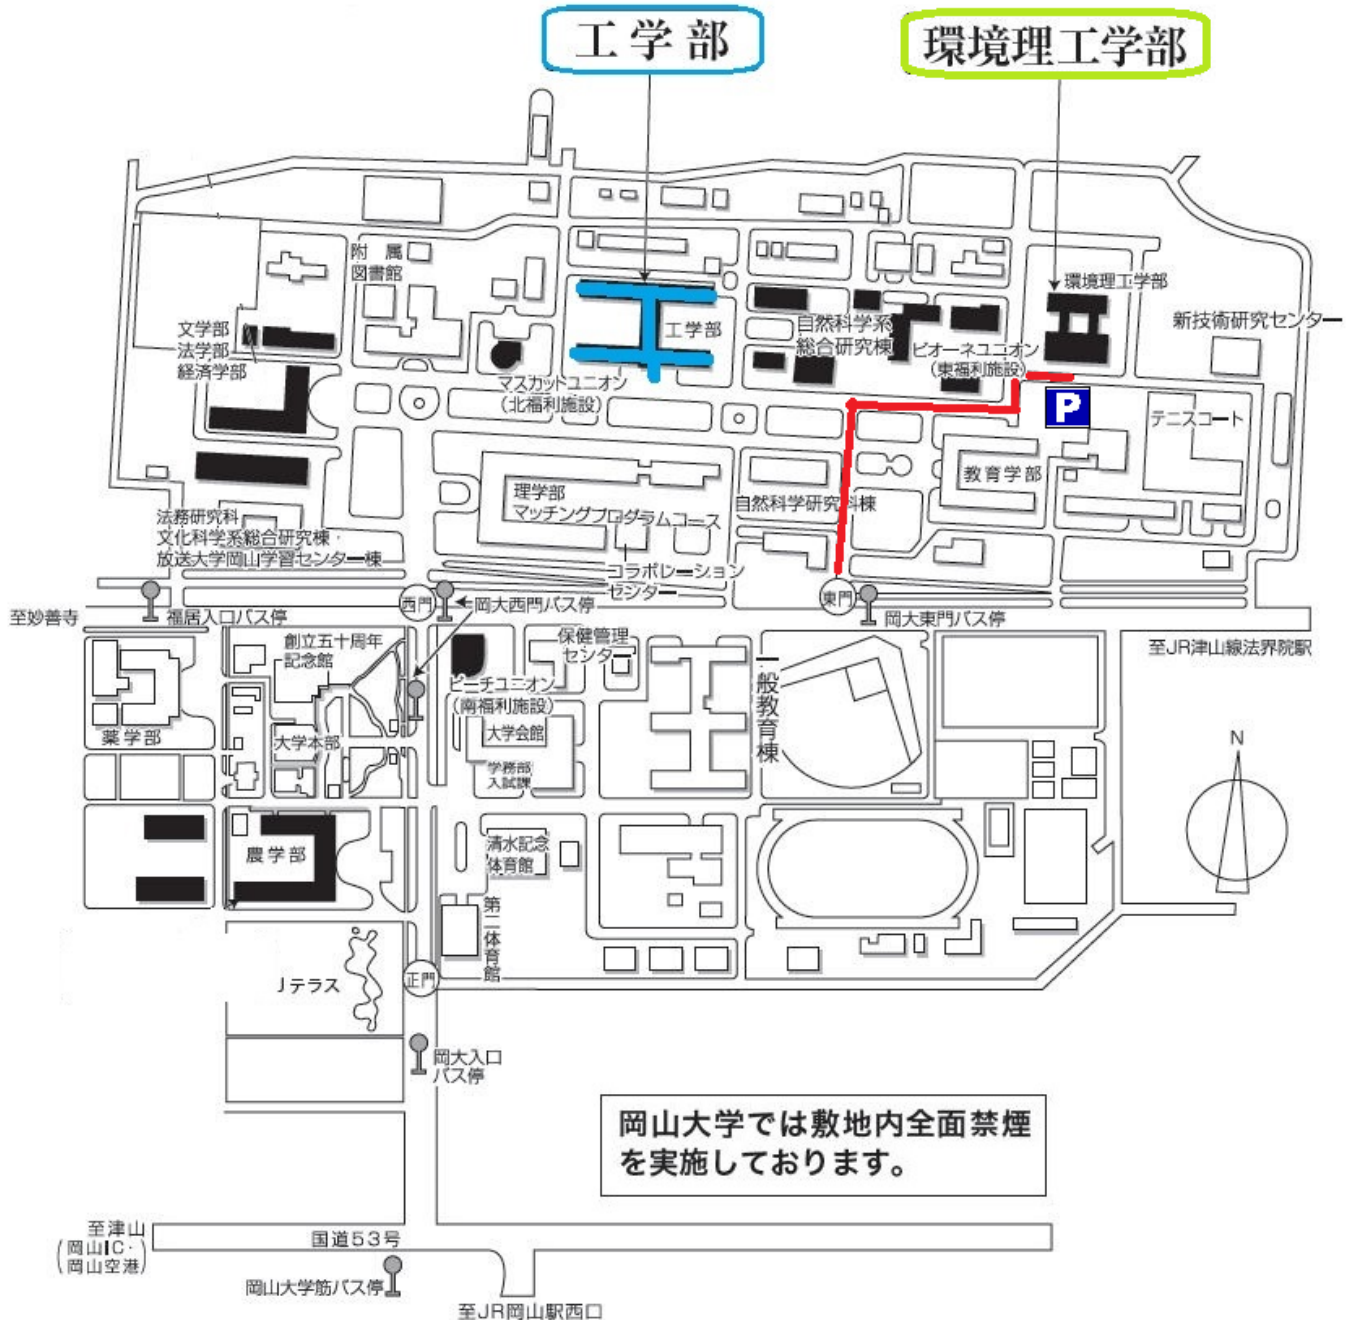 工学部
環境理工学部
附属
図書館
環境理工学部
新技術研究センター
文学部
法学部
経済学部
工学部
自然科学系
総合研究棟
ピオーネユニオン
(東福利施設)
マスカットユニオン
(北福利施設)
P
テニスコート
教育学部
理学部
マッチングプログラムコース
自然科学研究科棟
法務研究科
文化科学系総合研究棟・
放送大学岡山学習センター棟
コラボレーション
センター
西門
東門
至妙善寺
福居入口バス停
岡大西門バス停
岡大東門バス停
至JR津山線法界院駅
創立五十周年
記念館
保健管理
センター
一般教育棟
ピーチユニオン
(南福利施設)
薬学部
大学本部
大学会館
学務部
入試課
N
農学部
清水記念
体育館
第二体育館
Jテラス
正門
岡大入口
バス停
岡山大学では敷地内全面禁煙
を実施しております。
至津山
(岡山IC・
岡山空港)
国道53号
岡山大学筋バス停
至JR岡山駅西口